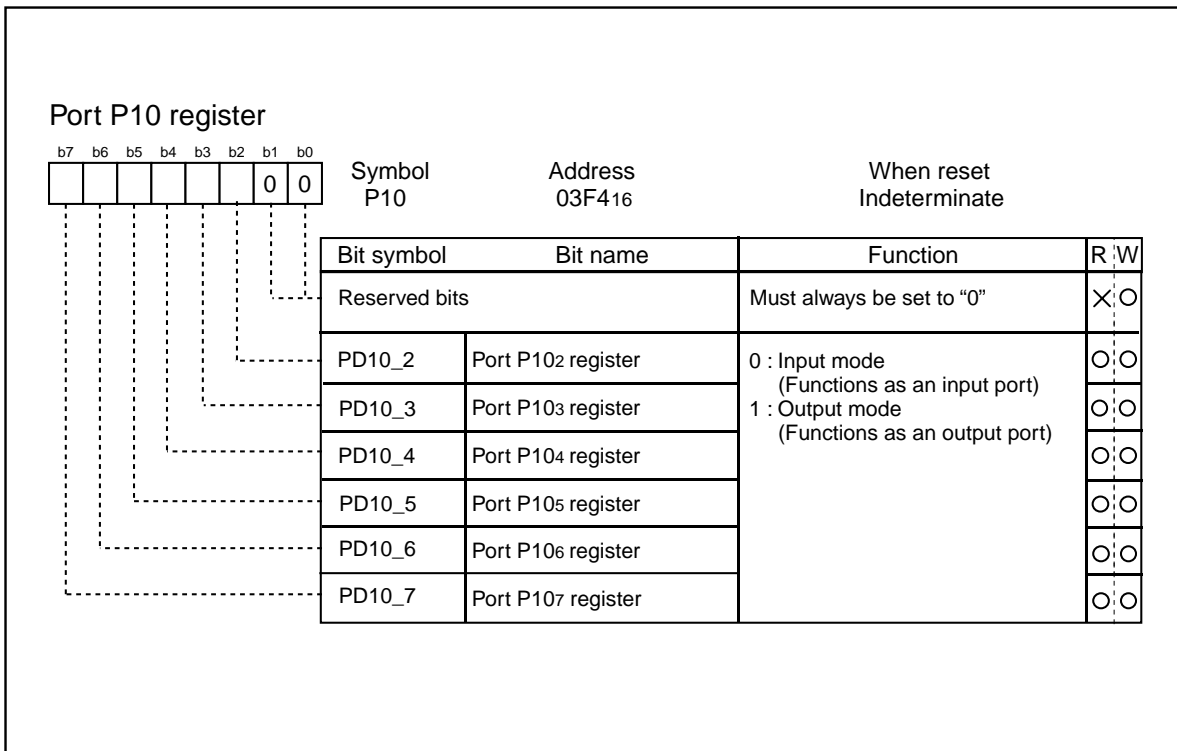 Port P10 register
b7 b6 b5 b4 b3 b2 b1 b0
0 0
Symbol Address When reset
P10 03F416 Indeterminate
Bit symbol Bit name Function R W
Reserved bits Must always be set to “0”
PD10_2 Port P102 register 0 : Input mode
(Functions as an input port)
PD10_3 Port P103 register 1 : Output mode
(Functions as an output port)
PD10_4 Port P104 register
PD10_5 Port P105 register
PD10_6 Port P106 register
PD10_7 Port P107 register